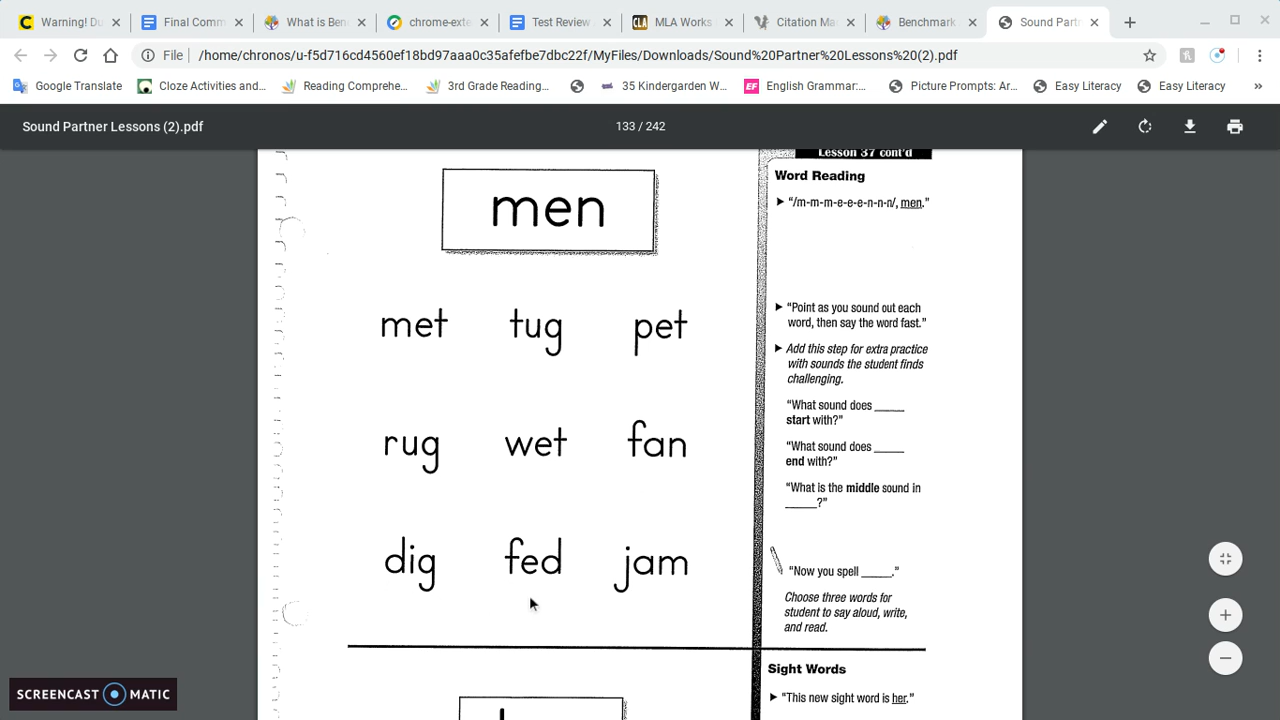 Warning! Du
Final Comm
What is Ben
chrome-exte
Test Review
CLA
MLA Works
Citation Ma
Benchmark
Sound Partn
File
/home/chronos/u-f5d716cd4560ef18bd97aaa0c35afefbe7dbc22f/MyFiles/Downloads/Sound%20Partner%20Lessons%20(2).pdf
Google Translate
Cloze Activities and...
Reading Comprehe...
3rd Grade Reading...
35 Kindergarden W...
EF English Grammar:...
Picture Prompts: Ar...
Easy Literacy
Easy Literacy
»
Sound Partner Lessons (2).pdf
133 / 242
Lesson 37 cont'd
men
met tug pet
rug wet fan
dig fed jam
Word Reading
"/m-m-m-e-e-e-n-n-n/, men."
"Point as you sound out each
word, then say the word fast."
Add this step for extra practice
with sounds the student finds
challenging.
"What sound does _____
start with?"
"What sound does _____
end with?"
"What is the middle sound in
_____?"
"Now you spell _____."
Choose three words for
student to say aloud, write,
and read.
Sight Words
"This new sight word is her."
SCREENCAST MATIC